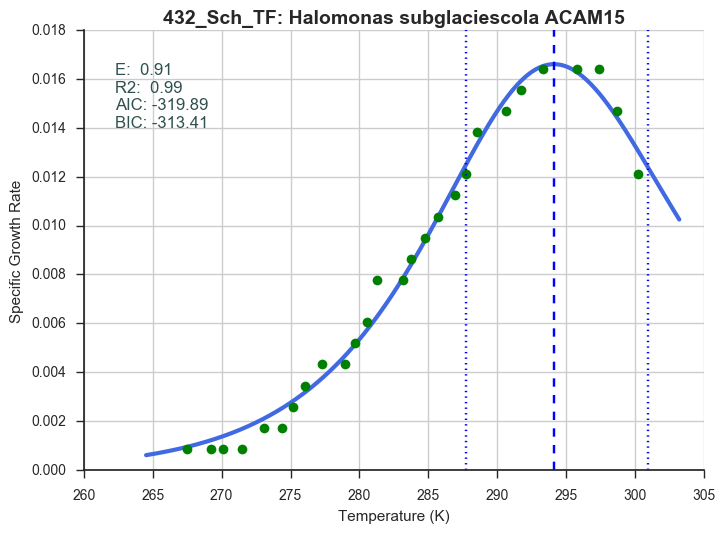 432_Sch_TF: Halomonas subglaciescola ACAM15
E: 0.91
R2: 0.99
AIC: -319.89
BIC: -313.41
Specific Growth Rate
0.018
0.016
0.014
0.012
0.010
0.008
0.006
0.004
0.002
0.000
260 265 270 275 280 285 290 295 300 305
Temperature (K)